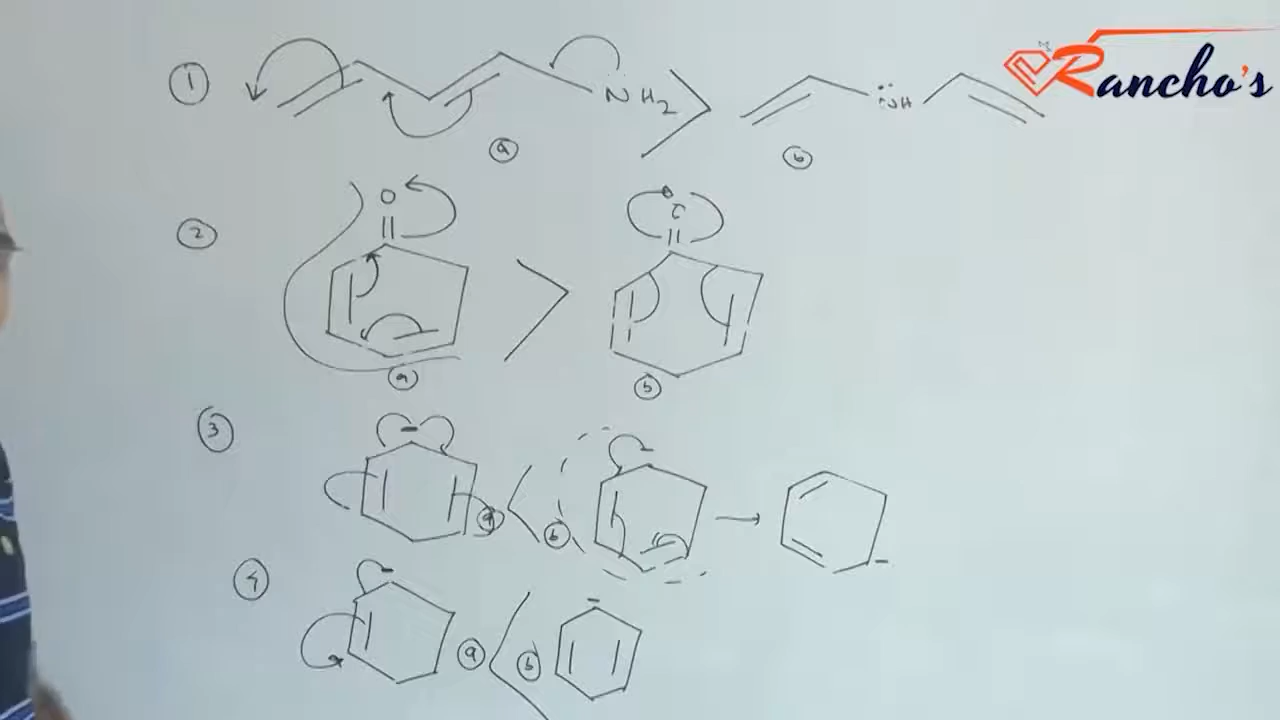 Rancho's
① NH2 > :NH
ⓐ ⓑ
② O > C
ⓐ ⓑ
③ - < - → -
ⓐ ⓑ
④ - < -
ⓐ ⓑ